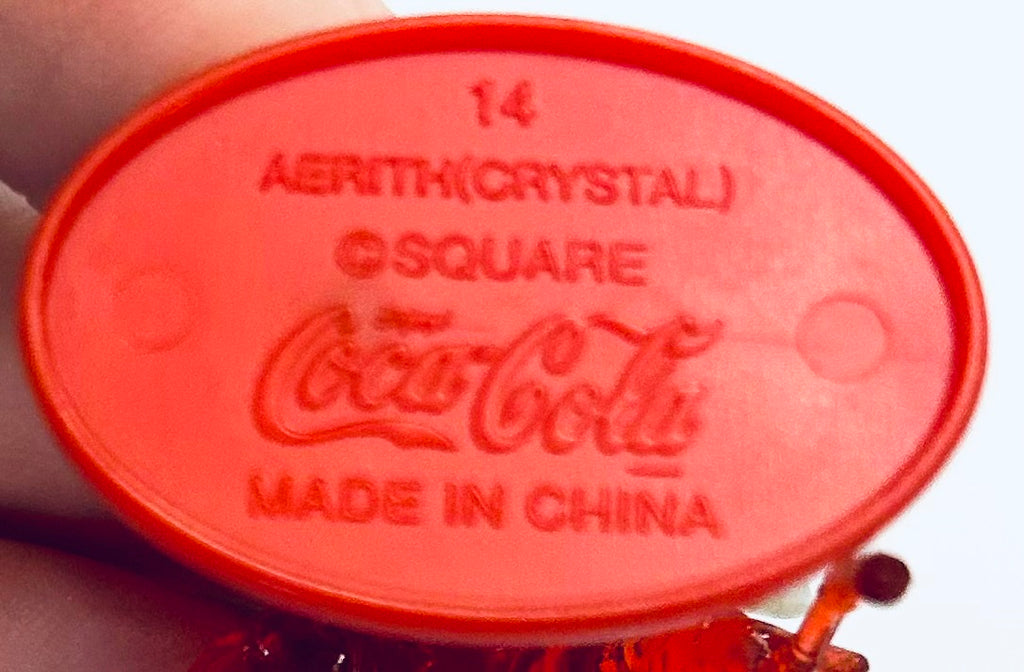 14
AERITH(CRYSTAL)
©SQUARE
Coca-Cola
MADE IN CHINA